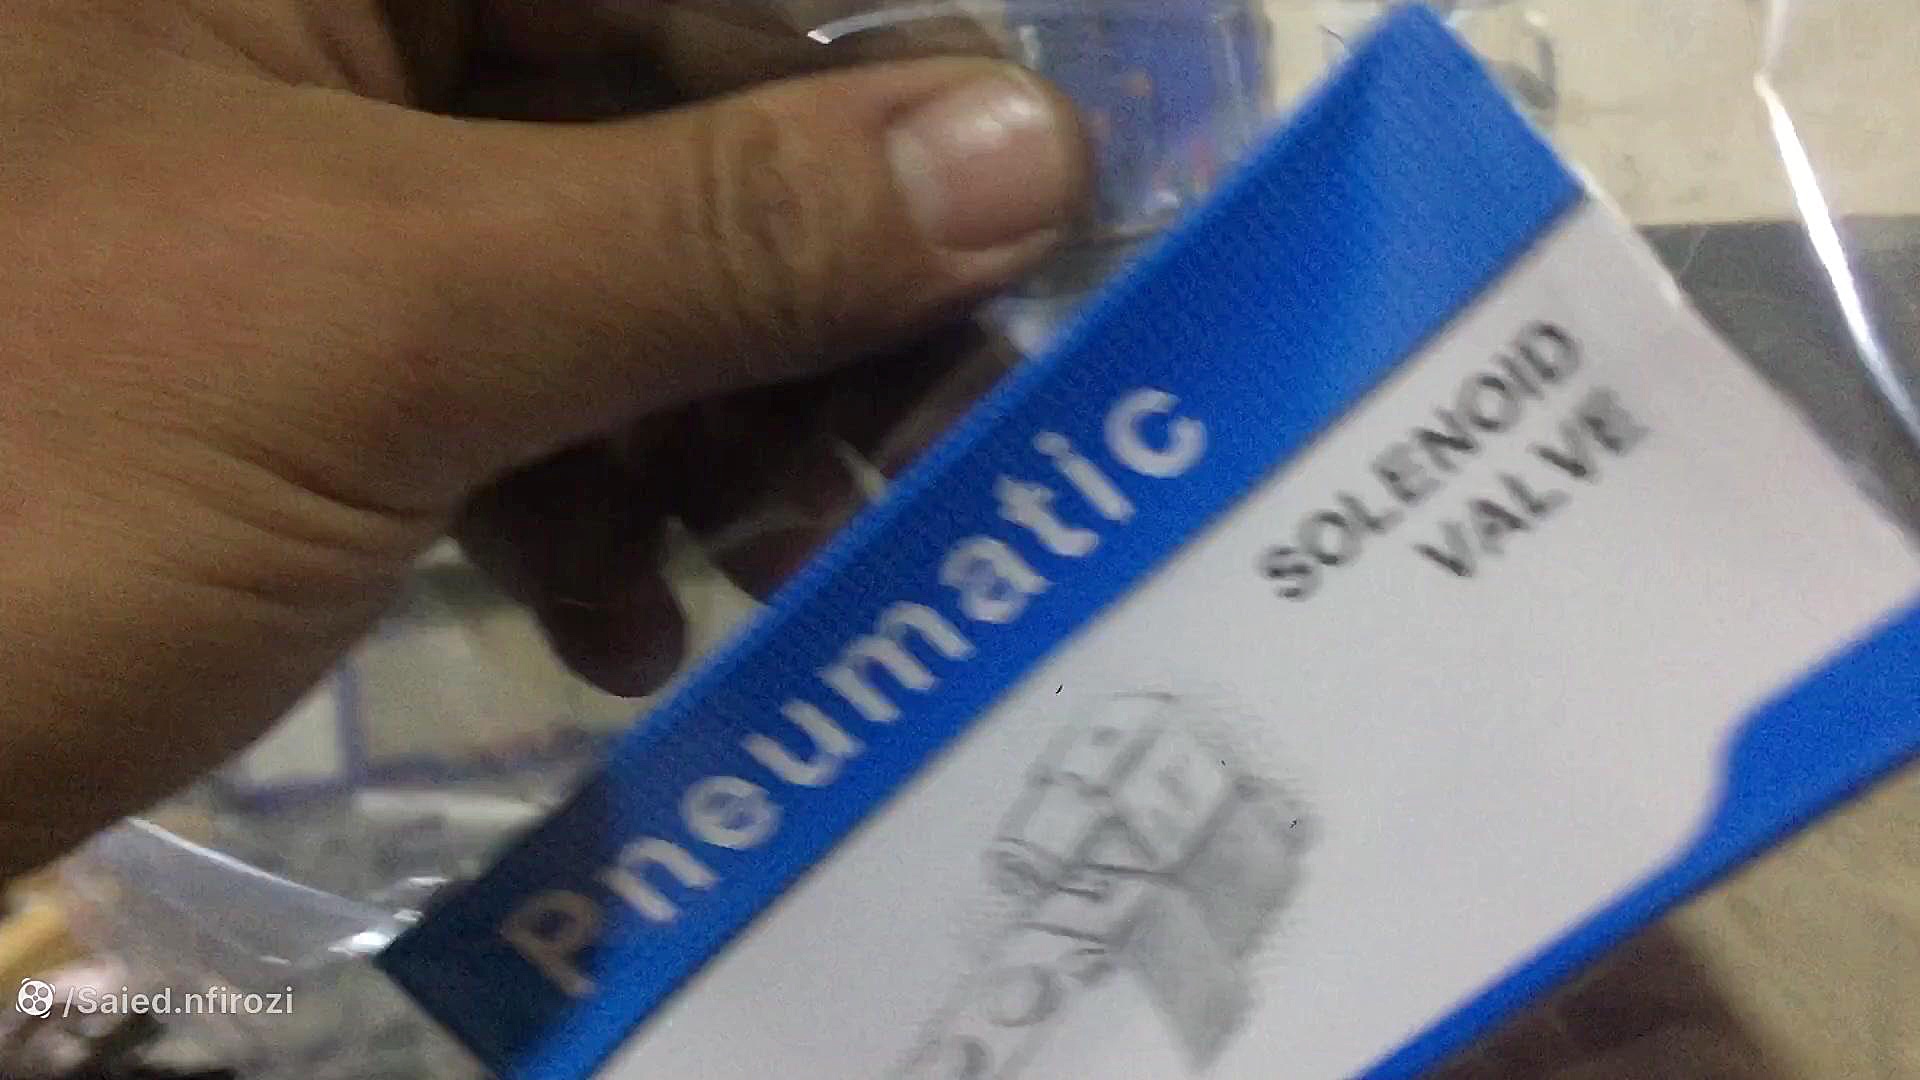 Pneumatic
SOLENOID
VALVE
/Saied.nfirozi